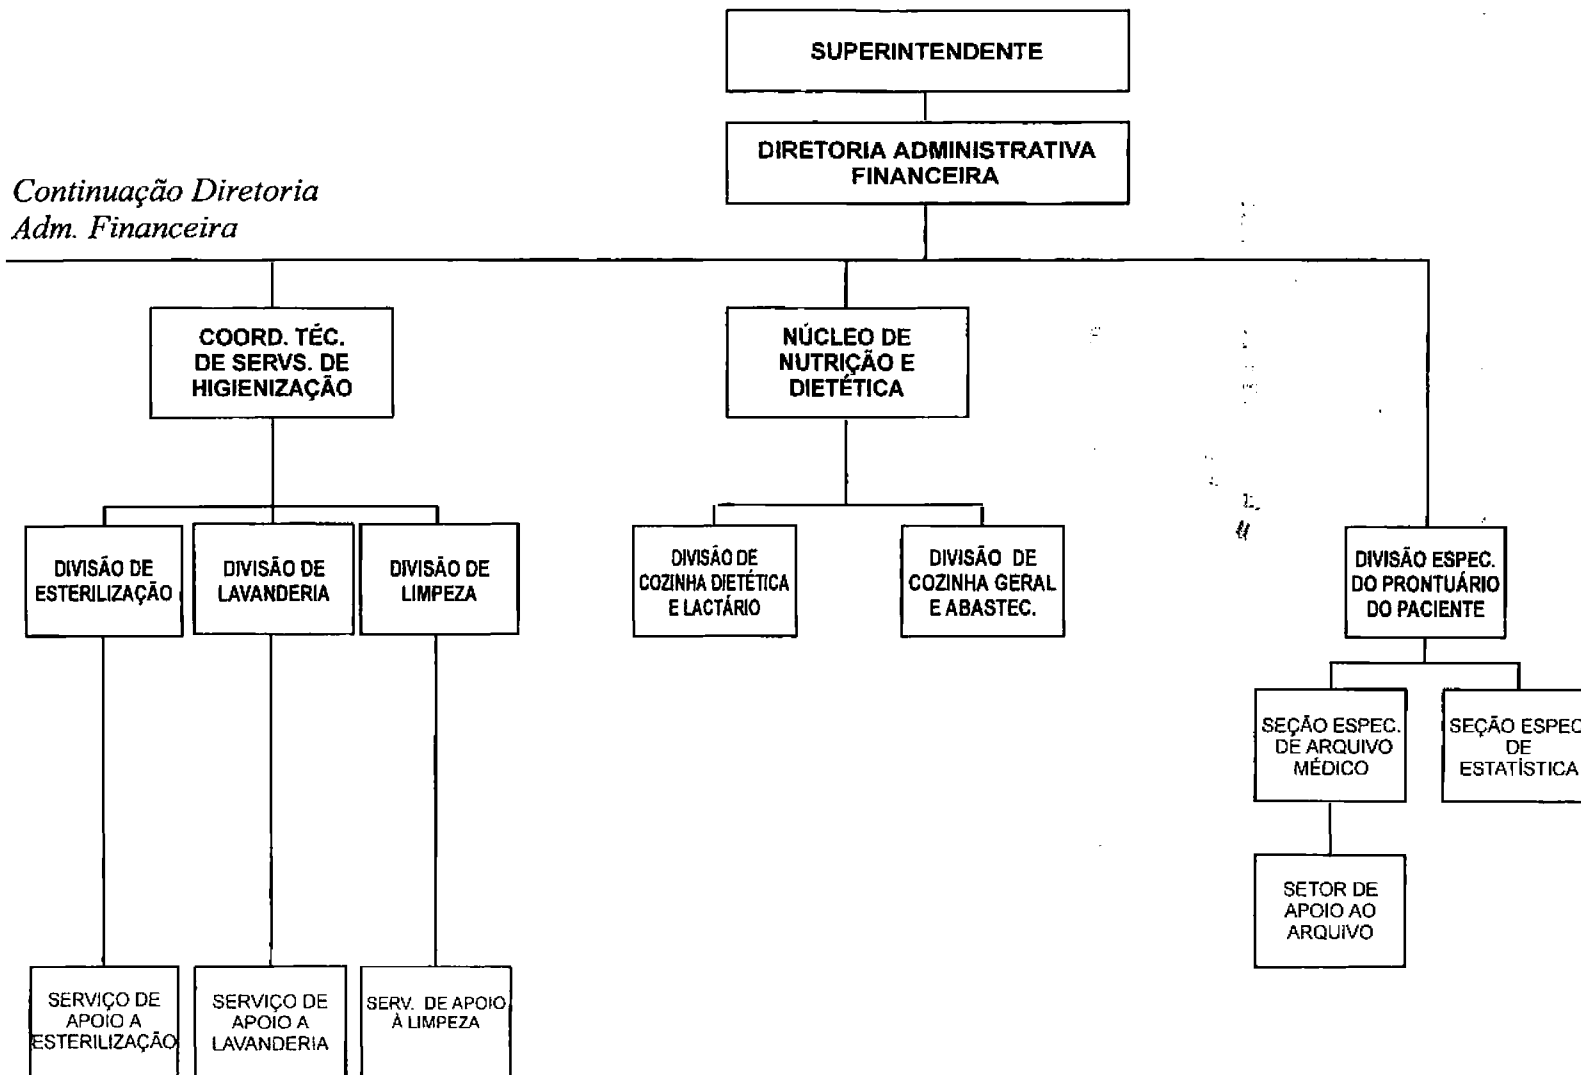 SUPERINTENDENTE
DIRETORIA ADMINISTRATIVA
FINANCEIRA
Continuação Diretoria
Adm. Financeira
COORD. TÉC.
DE SERVS. DE
HIGIENIZAÇÃO
NÚCLEO DE
NUTRIÇÃO E
DIETÉTICA
DIVISÃO DE
ESTERILIZAÇÃO
DIVISÃO DE
LAVANDERIA
DIVISÃO DE
LIMPEZA
DIVISÃO DE
COZINHA DIETÉTICA
E LACTÁRIO
DIVISÃO DE
COZINHA GERAL
E ABASTEC.
DIVISÃO ESPEC.
DO PRONTUÁRIO
DO PACIENTE
SEÇÃO ESPEC.
DE ARQUIVO
MÉDICO
SEÇÃO ESPEC
DE
ESTATÍSTICA
SETOR DE
APOIO AO
ARQUIVO
SERVIÇO DE
APOIO A
ESTERILIZAÇÃO
SERVIÇO DE
APOIO A
LAVANDERIA
SERV. DE APOIO
À LIMPEZA